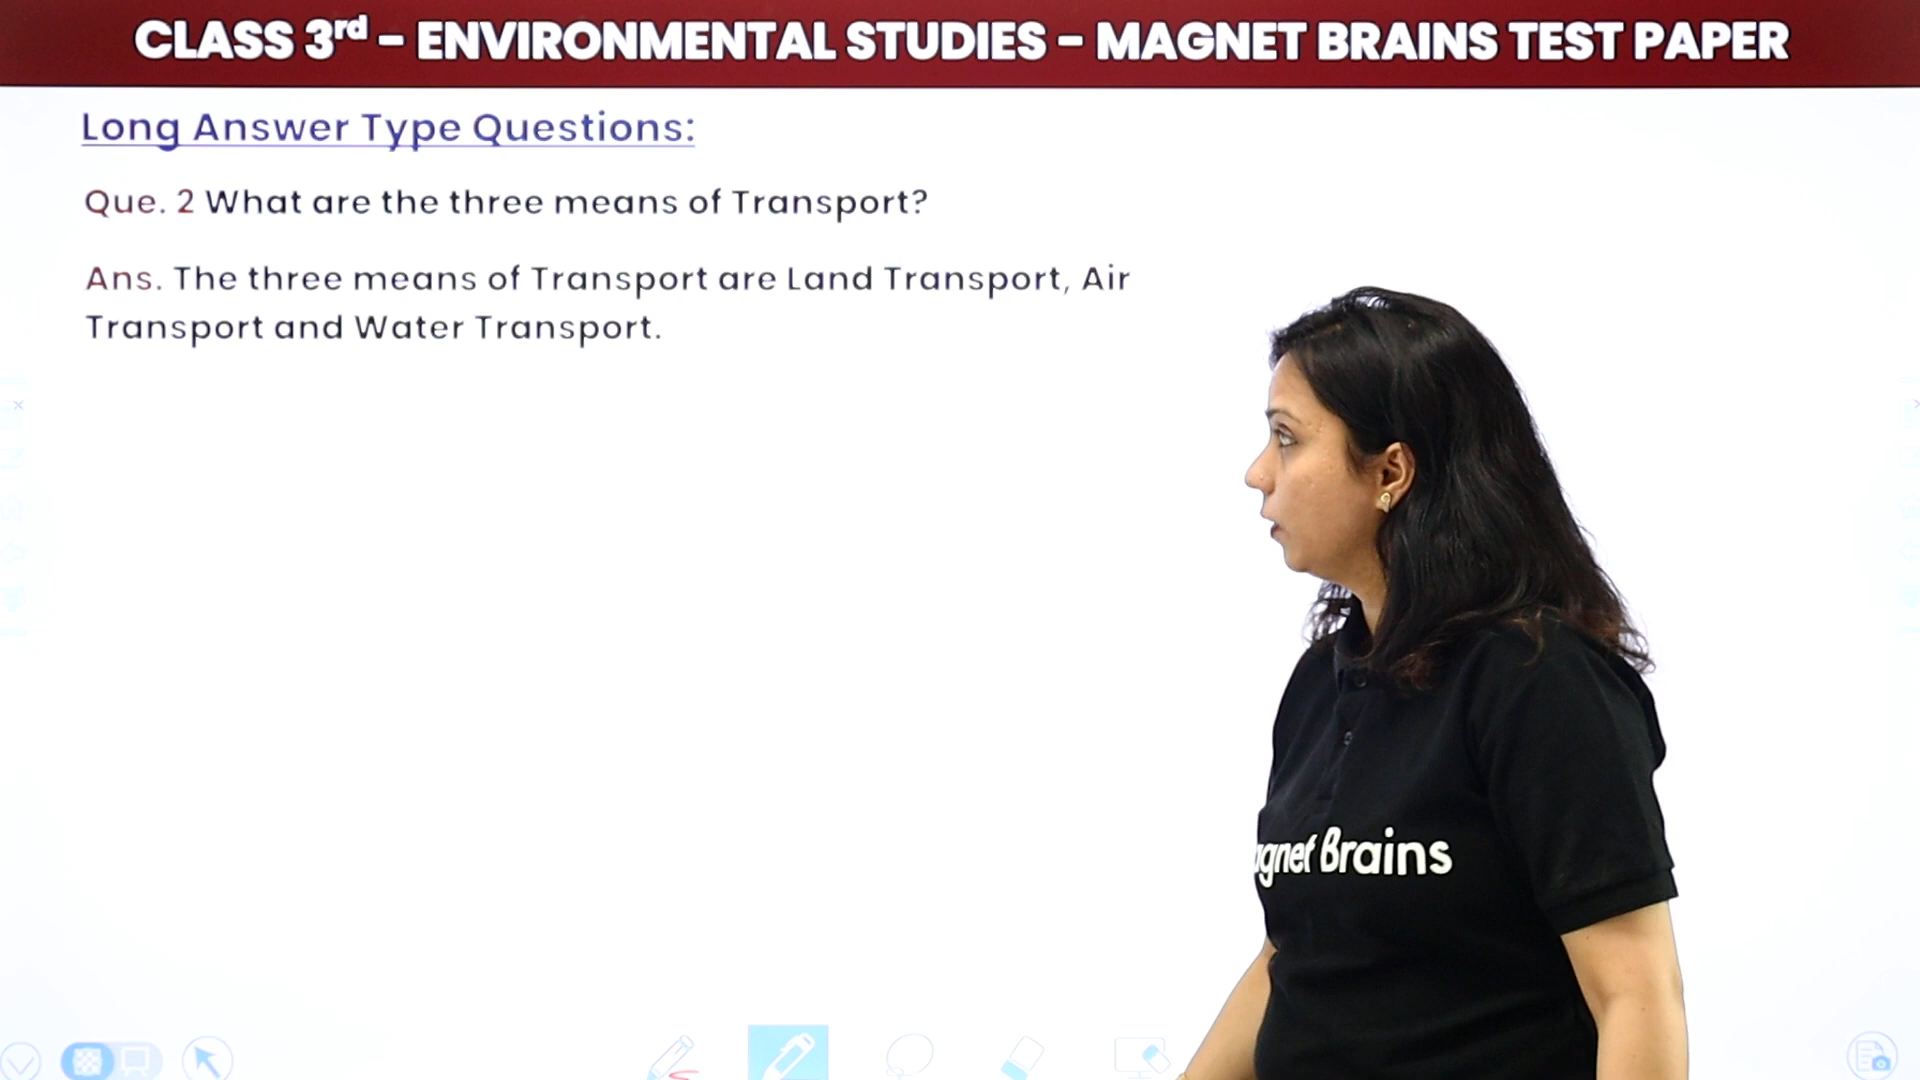 CLASS 3rd - ENVIRONMENTAL STUDIES - MAGNET BRAINS TEST PAPER
Long Answer Type Questions:
Que. 2 What are the three means of Transport?
Ans. The three means of Transport are Land Transport, Air
Transport and Water Transport.
agnet Brains